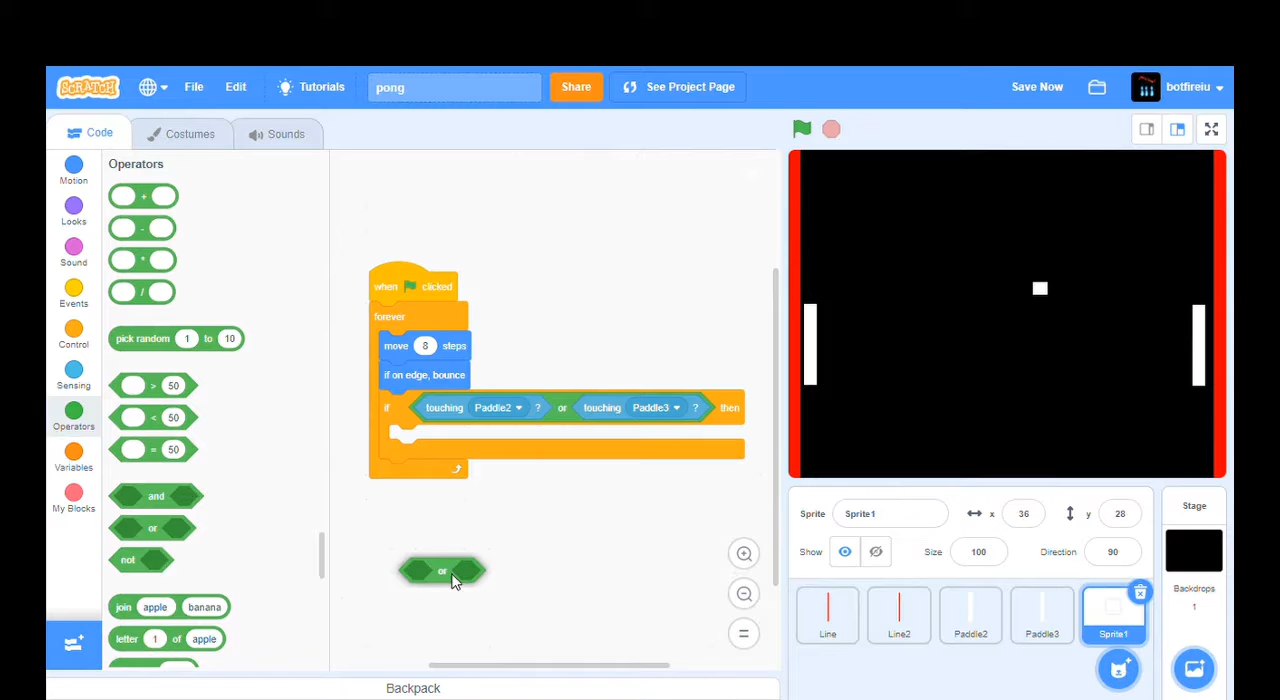 SCRATCH File Edit Tutorials pong Share See Project Page Save Now botfireiu
Code Costumes Sounds
Motion
Looks
Sound
Events
Control
Sensing
Operators
Variables
My Blocks
Operators
+
-
*
/
pick random 1 to 10
> 50
< 50
= 50
and
or
not
join apple banana
letter 1 of apple
when clicked
forever
move 8 steps
if on edge, bounce
if touching Paddle2 ? or touching Paddle3 ? then
or
=
Backpack
Sprite Sprite1 x 36 y 28
Show Size 100 Direction 90
Line Line2 Paddle2 Paddle3 Sprite1
Stage
Backdrops
1